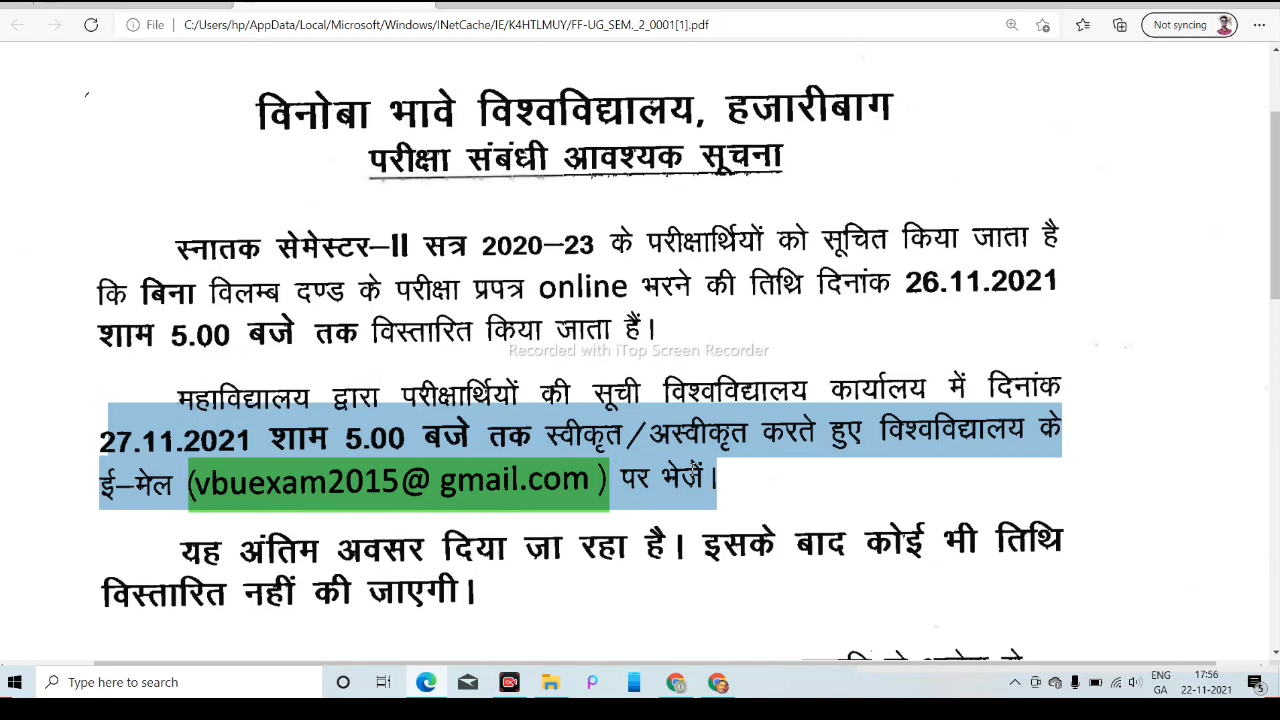 File
C:/Users/hp/AppData/Local/Microsoft/Windows/INetCache/IE/K4HTLMUY/FF-UG_SEM._2_0001[1].pdf
Not syncing
विनोबा भावे विश्वविद्यालय, हजारीबाग
परीक्षा संबंधी आवश्यक सूचना
स्नातक सेमेस्टर–II सत्र 2020–23 के परीक्षार्थियों को सूचित किया जाता है
कि बिना विलम्ब दण्ड के परीक्षा प्रपत्र online भरने की तिथि दिनांक 26.11.2021
शाम 5.00 बजे तक विस्तारित किया जाता हैं।
Recorded with iTop Screen Recorder
महाविद्यालय द्वारा परीक्षार्थियों की सूची विश्वविद्यालय कार्यालय में दिनांक
27.11.2021 शाम 5.00 बजे तक स्वीकृत/अस्वीकृत करते हुए विश्वविद्यालय के
ई–मेल (vbuexam2015@ gmail.com ) पर भेजें।
यह अंतिम अवसर दिया जा रहा है। इसके बाद कोई भी तिथि
विस्तारित नहीं की जाएगी।
Type here to search
ENG
GA
17:56
22-11-2021
5